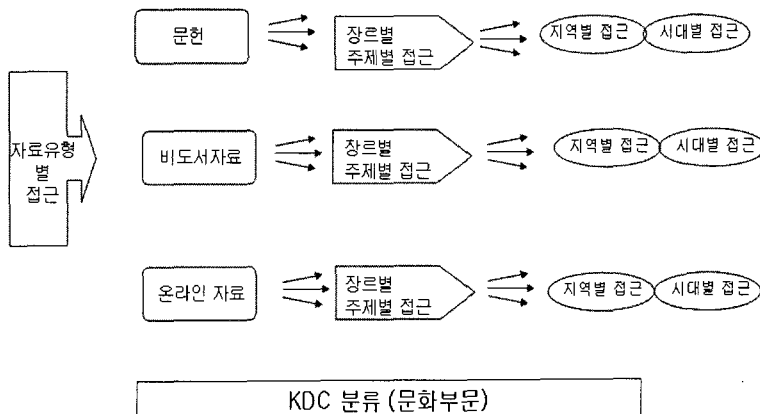 문헌
장르별
주제별 접근
지역별 접근
시대별 접근
자료유형
별
접근
비도서자료
장르별
주제별 접근
지역별 접근
시대별 접근
온라인 자료
장르별
주제별 접근
지역별 접근
시대별 접근
KDC 분류 (문화부문)